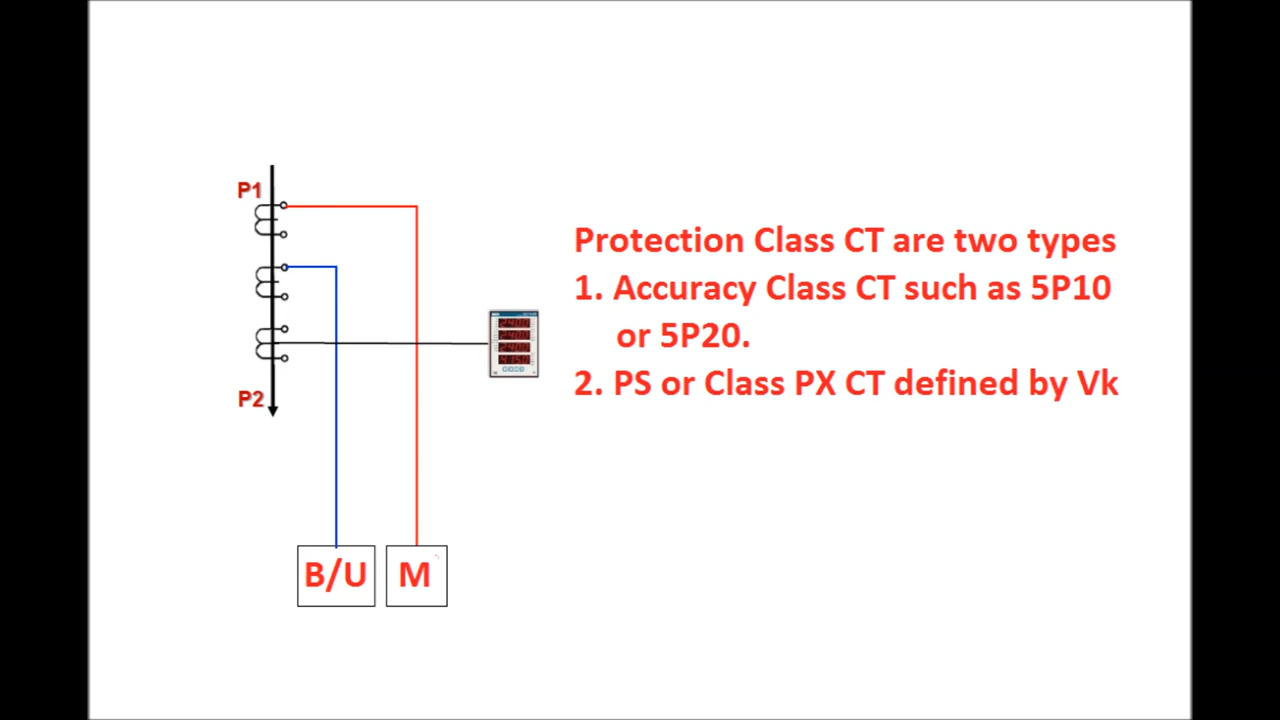 P1
Protection Class CT are two types
1. Accuracy Class CT such as 5P10
or 5P20.
2. PS or Class PX CT defined by Vk
P2
B/U
M